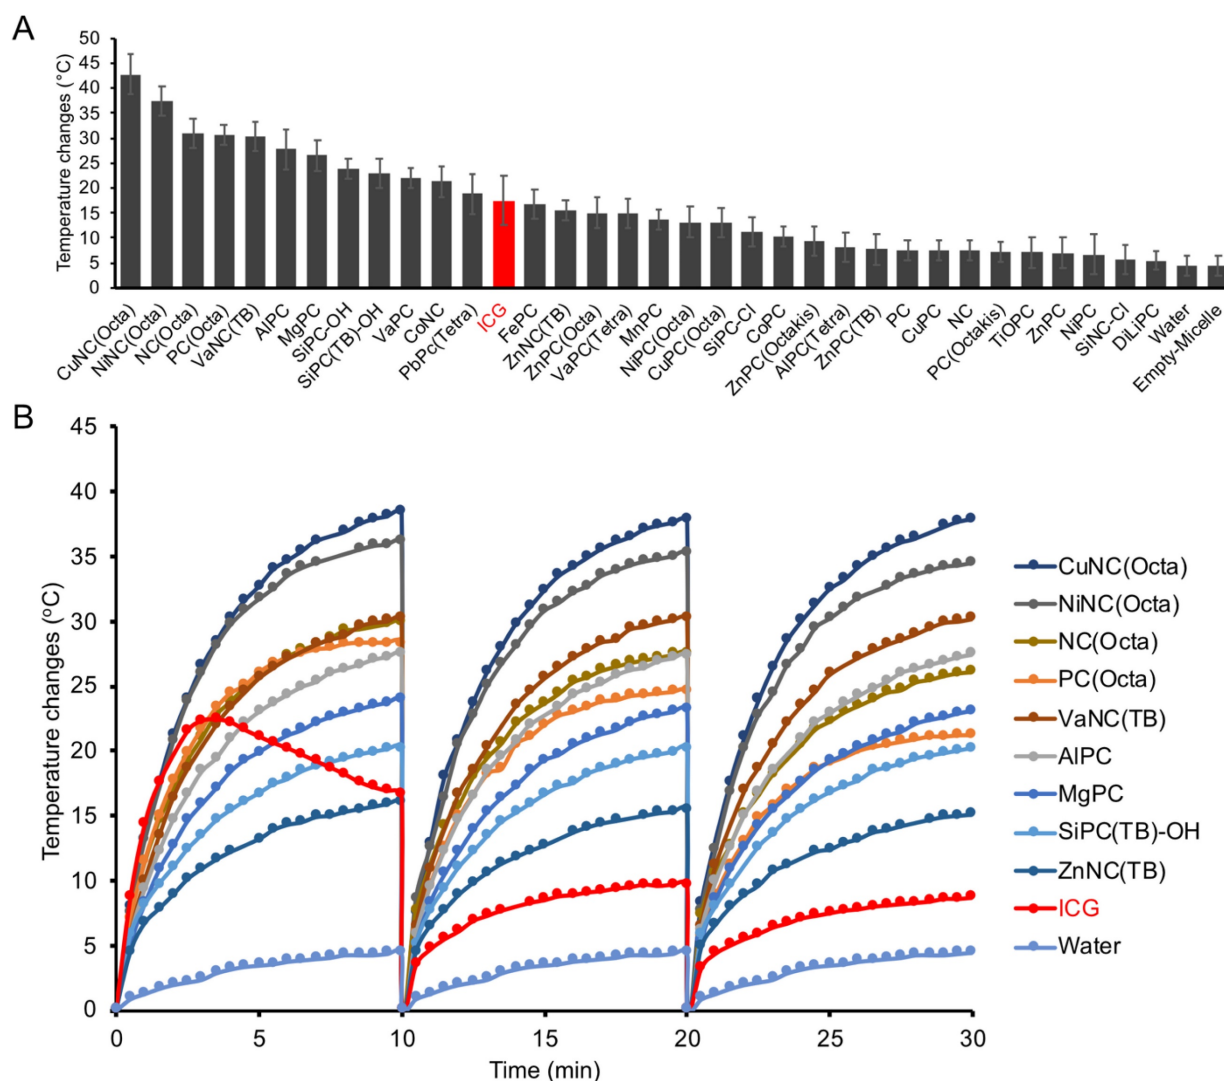 A
Temperature changes (°C)
50
45
40
35
30
25
20
15
10
5
0
CuNC(Octa)
NiNC(Octa)
NC(Octa)
PC(Octa)
VaNC(TB)
AlPC
MgPC
SiPC-OH
SiPC(TB)-OH
VaPC
CoNC
PbPc(Tetra)
ICG
FePC
ZnNC(TB)
ZnPC(Octa)
VaPC(Tetra)
MnPC
NiPC(Octa)
CuPC(Octa)
SiPC-Cl
CoPC
ZnPC(Octakis)
AlPC(Tetra)
ZnPC(TB)
PC
CuPC
NC
PC(Octakis)
TiOPC
ZnPC
NiPC
SiNC-Cl
DiLiPC
Water
Empty-Micelle
B
Temperature changes (°C)
45
40
35
30
25
20
15
10
5
0
0 5 10 15 20 25 30
Time (min)
CuNC(Octa)
NiNC(Octa)
NC(Octa)
PC(Octa)
VaNC(TB)
AlPC
MgPC
SiPC(TB)-OH
ZnNC(TB)
ICG
Water